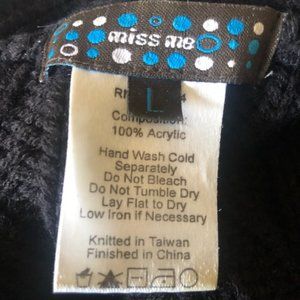 miss me
L
4
Composition:
100% Acrylic
Hand Wash Cold
Separately
Do Not Bleach
Do Not Tumble Dry
Lay Flat to Dry
Low Iron if Necessary
Knitted in Taiwan
Finished in China